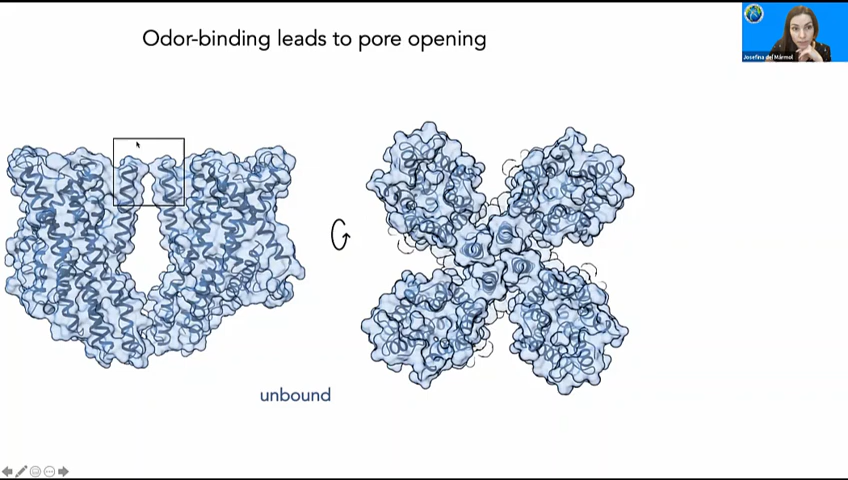 Odor-binding leads to pore opening
Josefina del Mármol
unbound